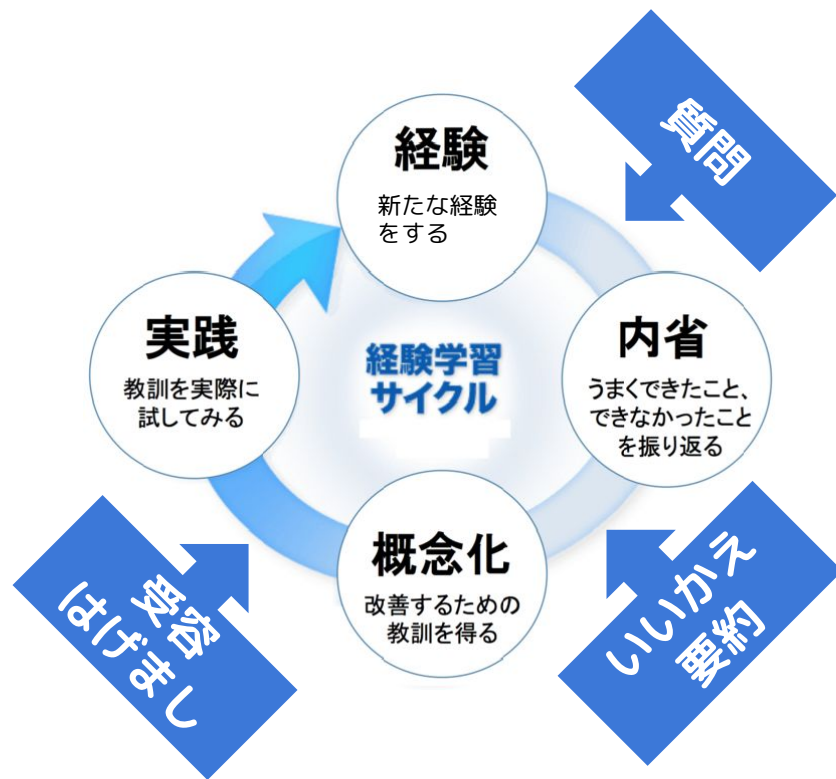 経験
新たな経験
をする
質問
実践
教訓を実際に
試してみる
経験学習
サイクル
内省
うまくできたこと、
できなかったこと
を振り返る
概念化
改善するための
教訓を得る
受容
はげまし
いいかえ
要約